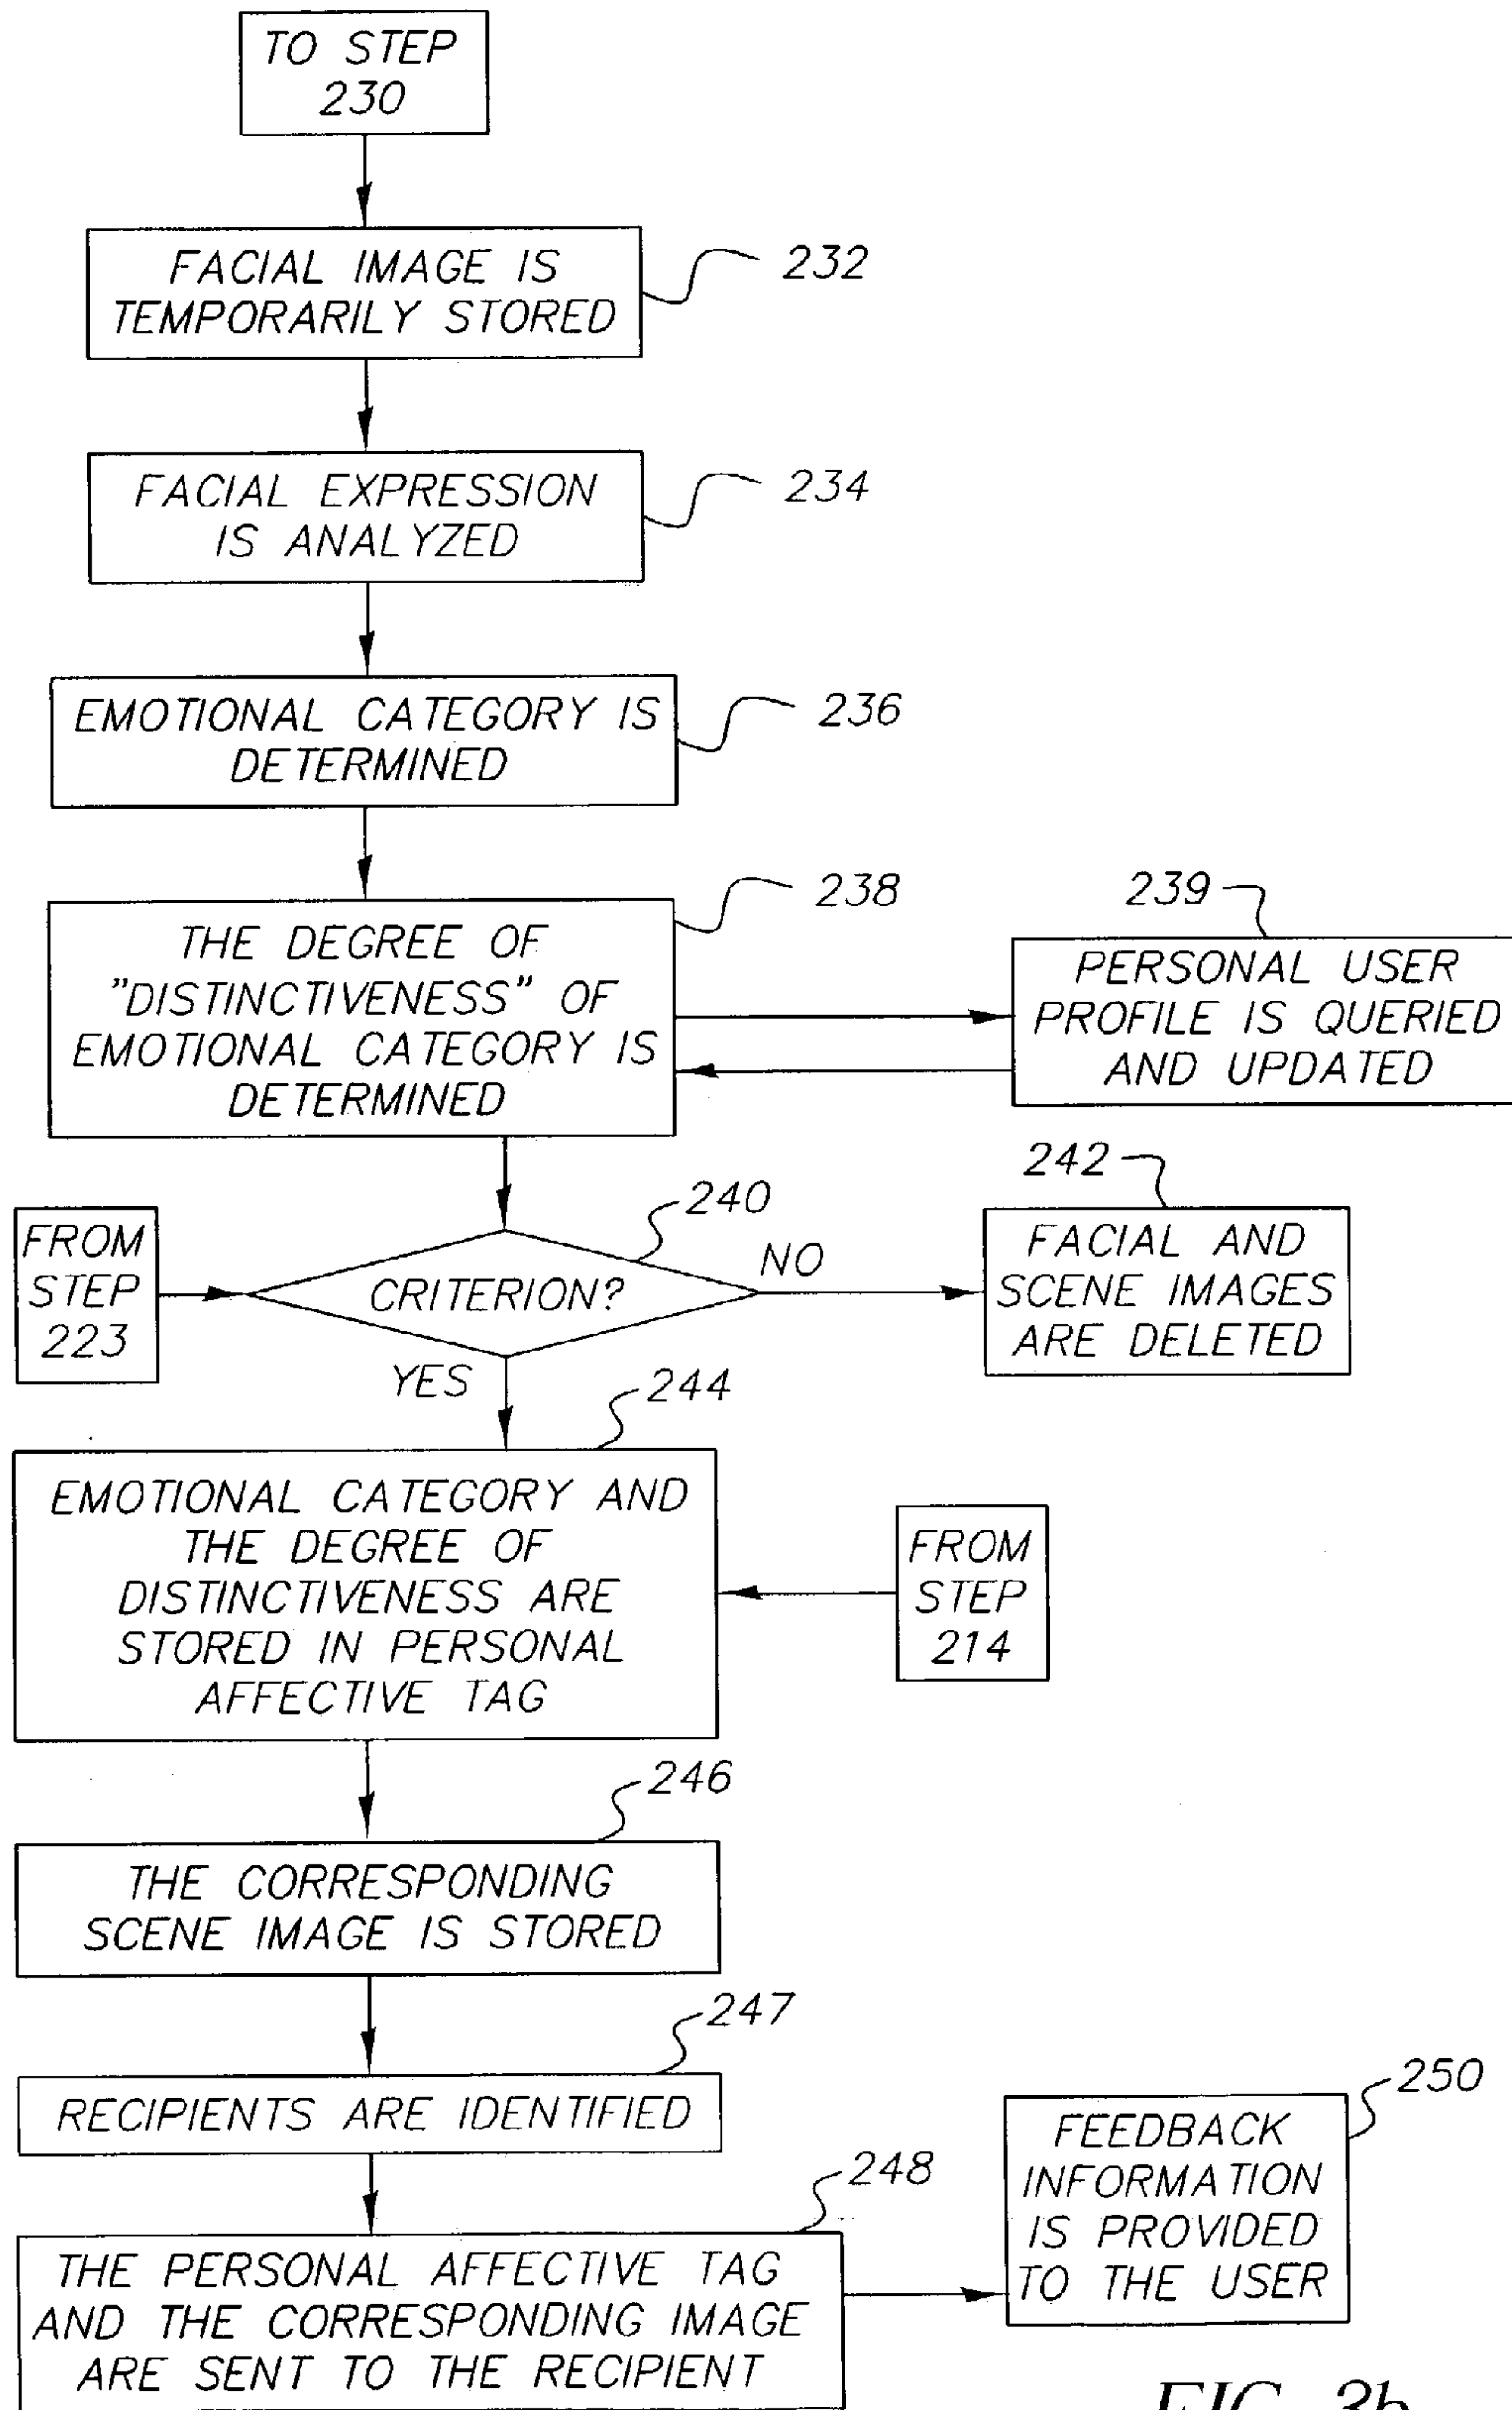 TO STEP
230
FACIAL IMAGE IS
TEMPORARILY STORED
232
FACIAL EXPRESSION
IS ANALYZED
234
EMOTIONAL CATEGORY IS
DETERMINED
236
THE DEGREE OF
"DISTINCTIVENESS" OF
EMOTIONAL CATEGORY IS
DETERMINED
238
239
PERSONAL USER
PROFILE IS QUERIED
AND UPDATED
FROM
STEP
223
CRITERION?
240
NO
242
FACIAL AND
SCENE IMAGES
ARE DELETED
YES
244
EMOTIONAL CATEGORY AND
THE DEGREE OF
DISTINCTIVENESS ARE
STORED IN PERSONAL
AFFECTIVE TAG
FROM
STEP
214
246
THE CORRESPONDING
SCENE IMAGE IS STORED
247
RECIPIENTS ARE IDENTIFIED
248
THE PERSONAL AFFECTIVE TAG
AND THE CORRESPONDING IMAGE
ARE SENT TO THE RECIPIENT
250
FEEDBACK
INFORMATION
IS PROVIDED
TO THE USER
FIG. 3b